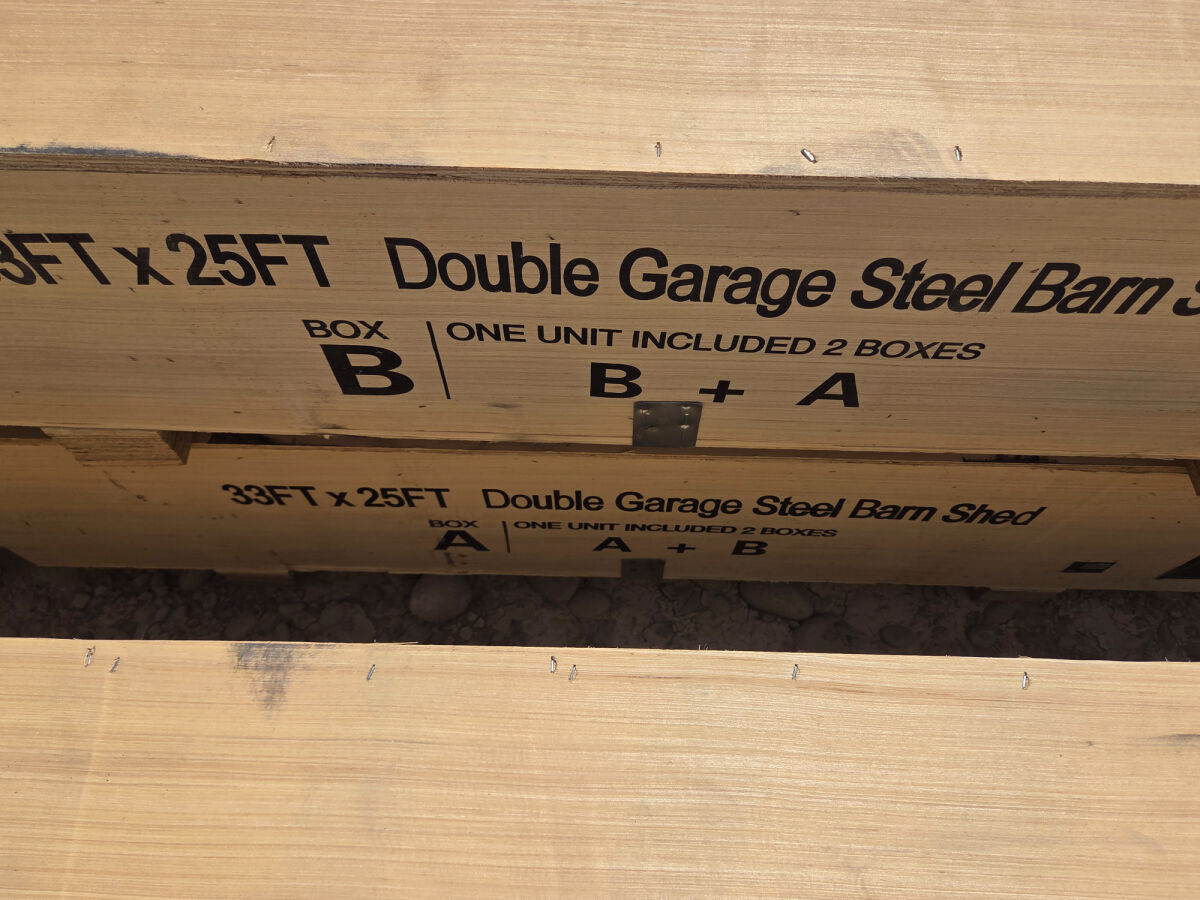 3FT x 25FT Double Garage Steel Barn S
BOX
B
ONE UNIT INCLUDED 2 BOXES
B + A
33FT x 25FT Double Garage Steel Barn Shed
BOX
A
ONE UNIT INCLUDED 2 BOXES
A + B